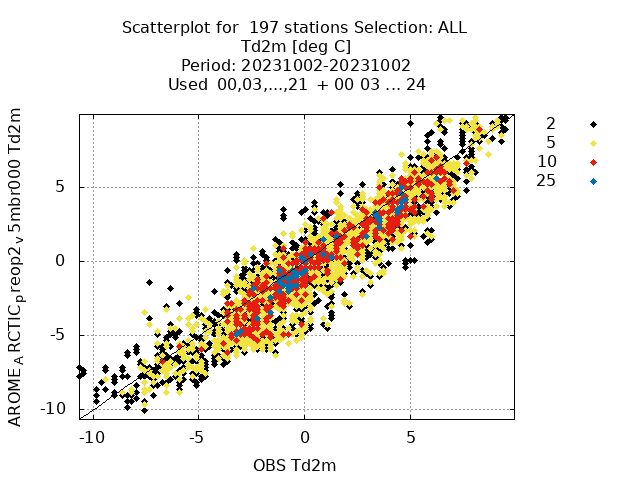 Scatterplot for 197 stations Selection: ALL
Td2m [deg C]
Period: 20231002-20231002
Used 00,03,...,21 + 00 03 ... 24
AROME_ARCTIC_preop2_v5mbr000 Td2m
2
5
10
25
5
0
-5
-10
-10 -5 0 5
OBS Td2m